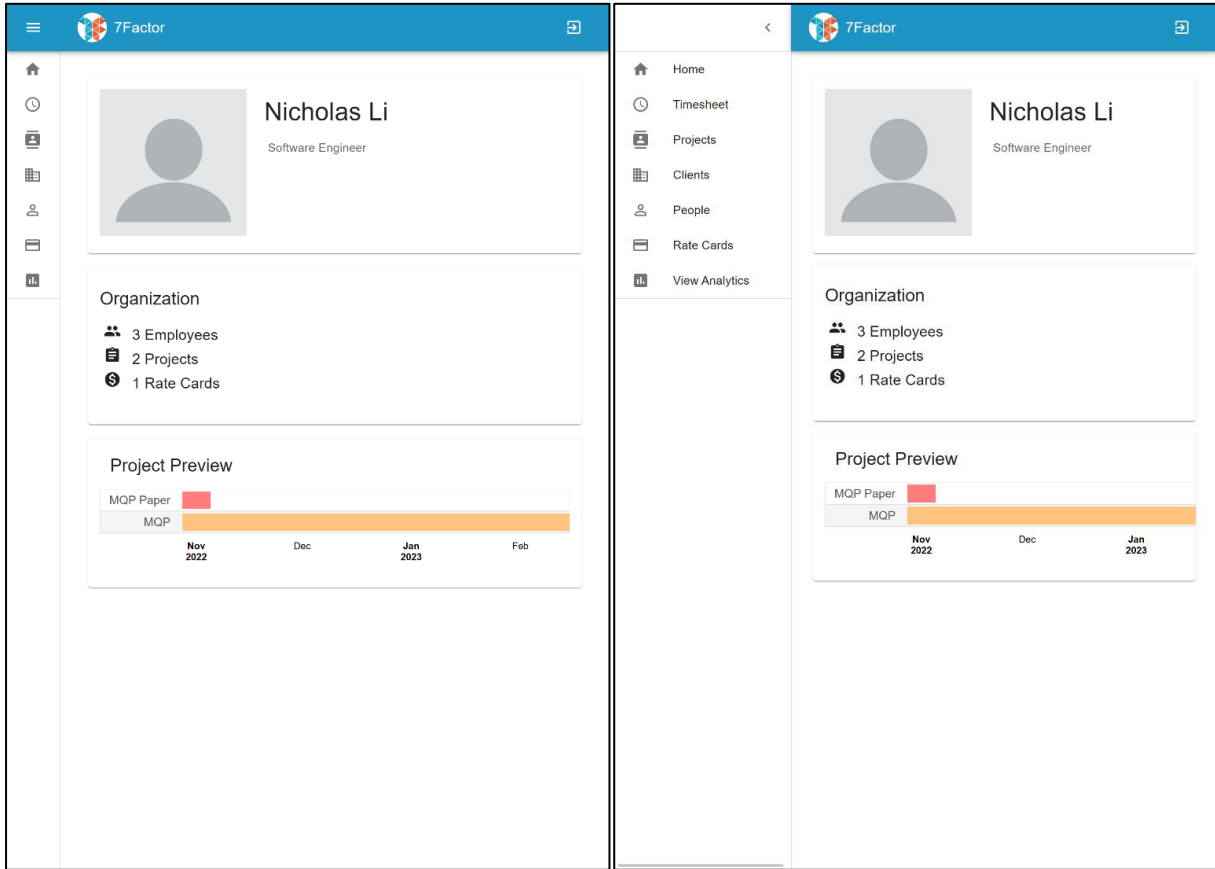 7Factor
Nicholas Li
Software Engineer
Organization
3 Employees
2 Projects
1 Rate Cards
Project Preview
MQP Paper
MQP
Nov Dec Jan Feb
2022 2023
7Factor
Home
Timesheet
Projects
Clients
People
Rate Cards
View Analytics
Nicholas Li
Software Engineer
Organization
3 Employees
2 Projects
1 Rate Cards
Project Preview
MQP Paper
MQP
Nov Dec Jan
2022 2023